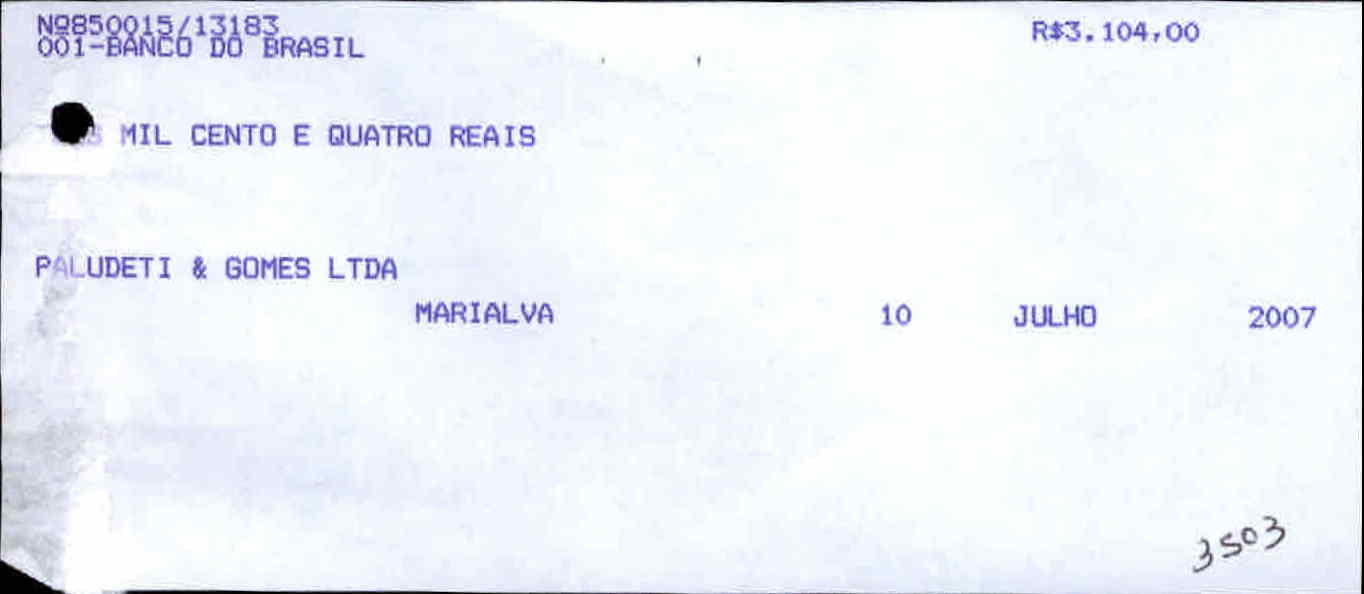 Nº850015/13183 R$3.104,00
001-BANCO DO BRASIL
MIL CENTO E QUATRO REAIS
PALUDETI & GOMES LTDA
MARIALVA 10 JULHO 2007
3503